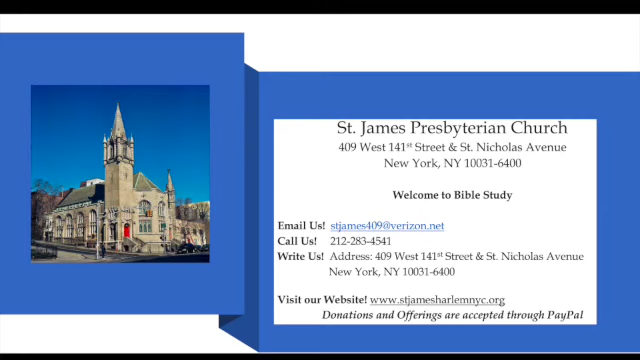 St. James Presbyterian Church
409 West 141st Street & St. Nicholas Avenue
New York, NY 10031-6400
Welcome to Bible Study
Email Us! stjames409@verizon.net
Call Us! 212-283-4541
Write Us! Address: 409 West 141st Street & St. Nicholas Avenue
New York, NY 10031-6400
Visit our Website! www.stjamesharlemnyc.org
Donations and Offerings are accepted through PayPal